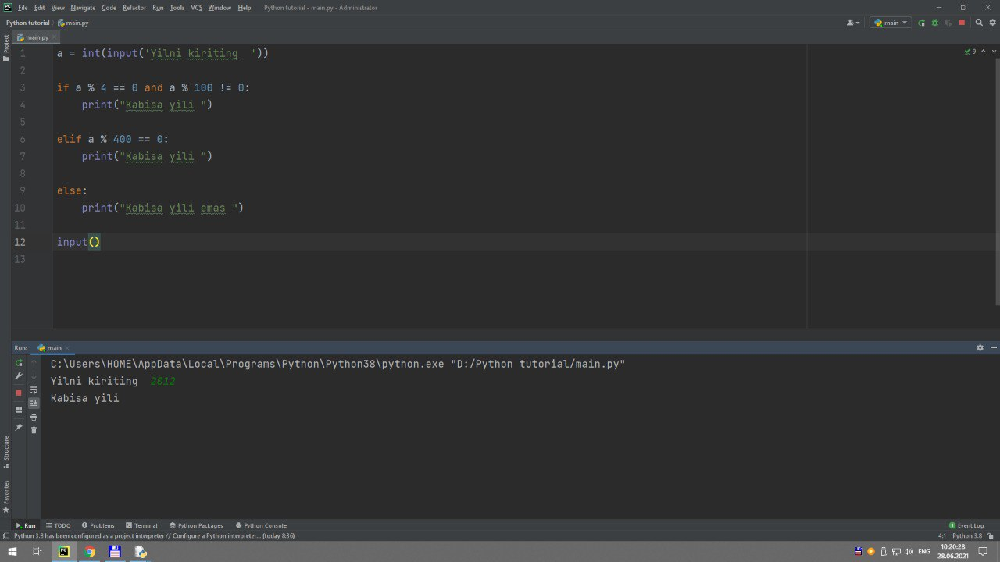 File Edit View Navigate Code Refactor Run Tools VCS Window Help Python tutorial - main.py - Administrator
Python tutorial main.py main
main.py 9
Project
1 a = int(input('Yilni kiriting  '))
2
3 if a % 4 == 0 and a % 100 != 0:
4     print("Kabisa yili ")
5
6 elif a % 400 == 0:
7     print("Kabisa yili ")
8
9 else:
10     print("Kabisa yili emas ")
11
12 input()
13
Run: main
C:\Users\HOME\AppData\Local\Programs\Python\Python38\python.exe "D:/Python tutorial/main.py"
Yilni kiriting  2012
Kabisa yili
Structure
Favorites
Run TODO Problems Terminal Python Packages Python Console 1 Event Log
Python 3.8 has been configured as a project interpreter // Configure a Python interpreter... (today 8:36) 4:1 Python 3.8
ENG 10:20:28
28.06.2021